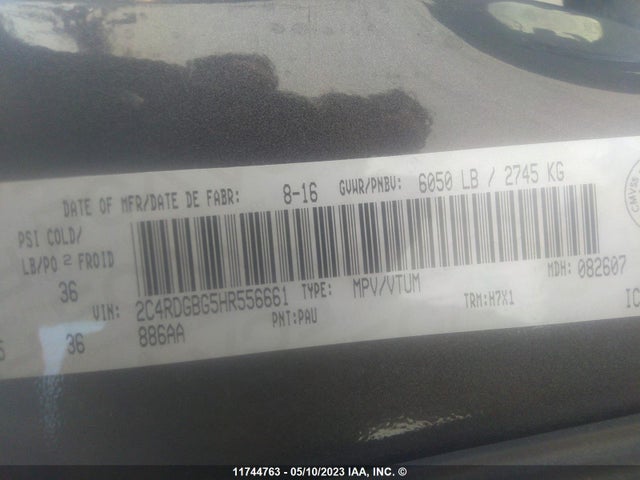 DATE OF MFR/DATE DE FABR: 8-16 GVWR/PNBV: 6050 LB / 2745 KG
PSI COLD/
LB/PO 2 FROID
36
MDH: 082607
VIN: 2C4RDGBG5HR556661 TYPE: MPV/VTUM
36 886AA PNT: PAU TRM: H7X1
11744763 - 05/10/2023 IAA, INC. ©